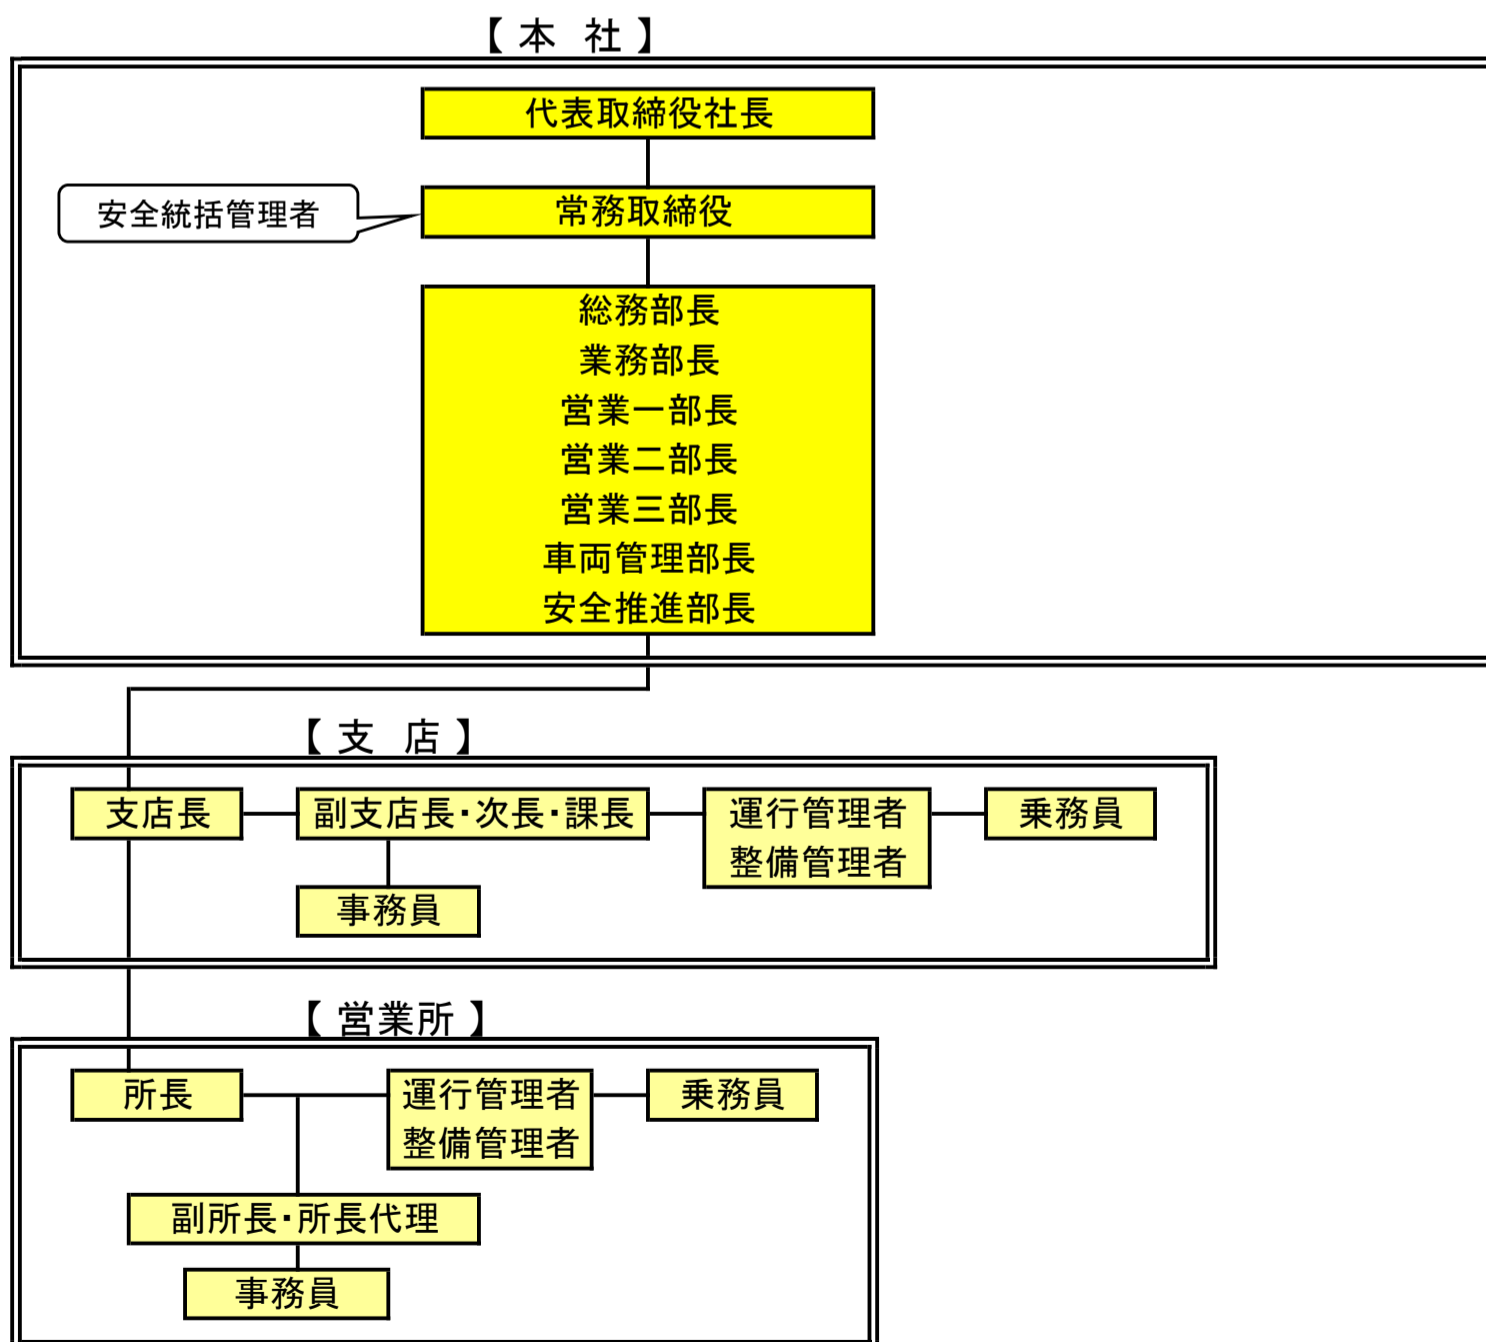 【 本 社 】
代表取締役社長
安全統括管理者
常務取締役
総務部長
業務部長
営業一部長
営業二部長
営業三部長
車両管理部長
安全推進部長
【 支 店 】
支店長
副支店長・次長・課長
運行管理者
整備管理者
乗務員
事務員
【 営業所 】
所長
運行管理者
整備管理者
乗務員
副所長・所長代理
事務員